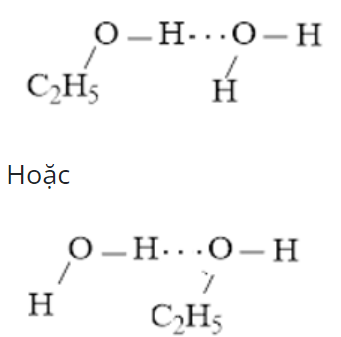 O – H···O – H
C₂H₅ H
Hoặc
O – H···O – H
H C₂H₅